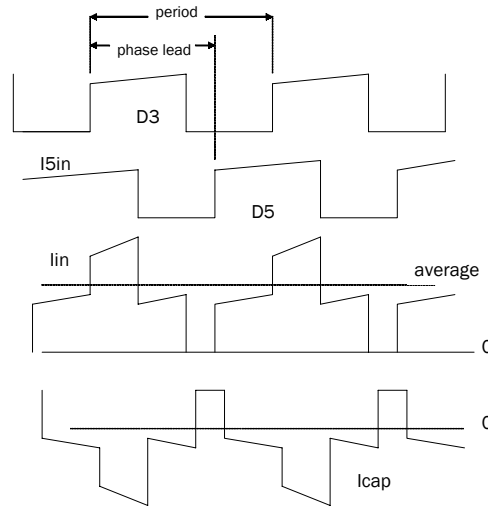 period
phase lead
D3
I5in
D5
Iin
average
0
0
Icap